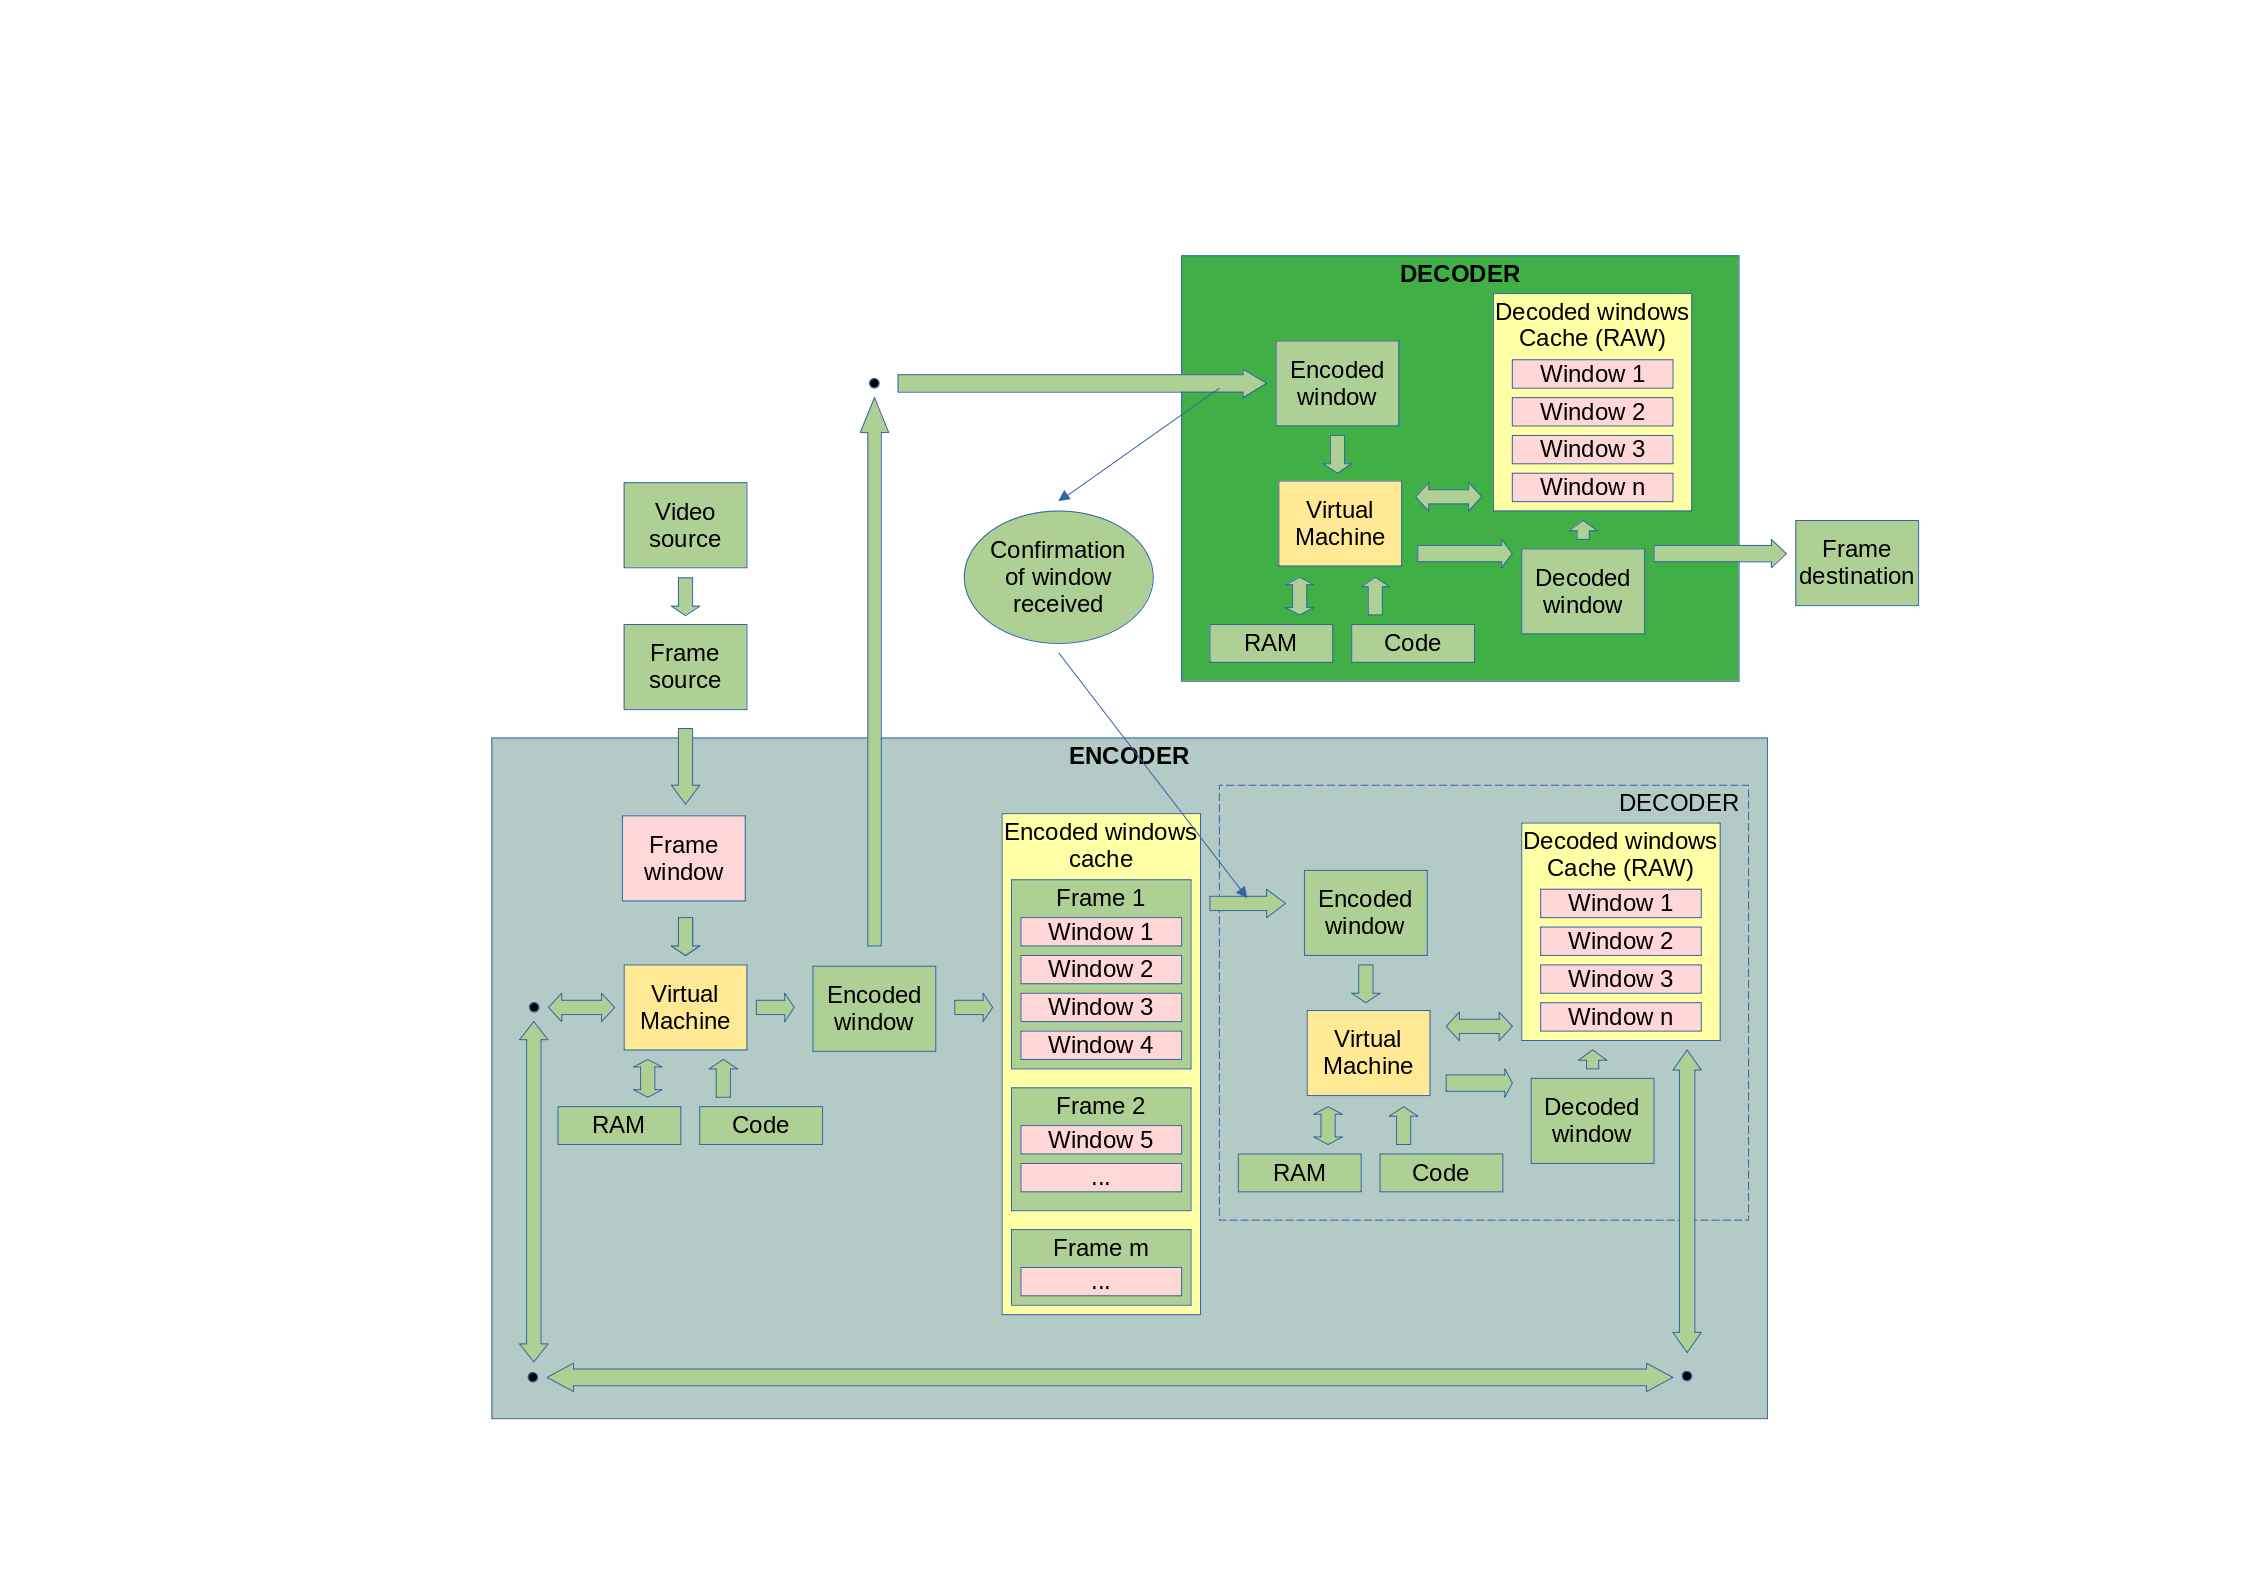 DECODER
Decoded windows
Cache (RAW)
Window 1
Window 2
Window 3
Window n
Encoded
window
Virtual
Machine
Decoded
window
RAM
Code
Frame
destination
Confirmation
of window
received
Video
source
Frame
source
ENCODER
Frame
window
Virtual
Machine
RAM
Code
Encoded
window
Encoded windows
cache
Frame 1
Window 1
Window 2
Window 3
Window 4
Frame 2
Window 5
...
Frame m
...
DECODER
Encoded
window
Virtual
Machine
RAM
Code
Decoded windows
Cache (RAW)
Window 1
Window 2
Window 3
Window n
Decoded
window